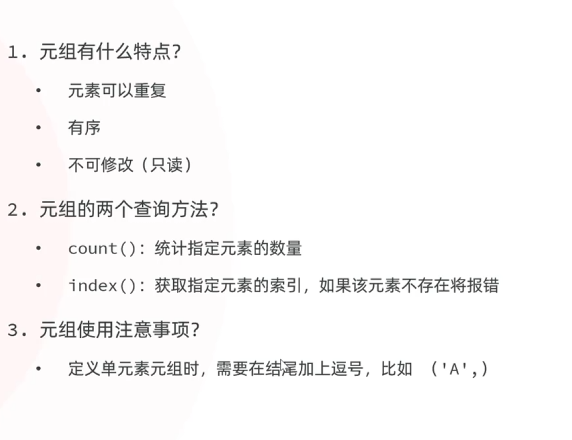 1. 元组有什么特点？
• 元素可以重复
• 有序
• 不可修改（只读）
2. 元组的两个查询方法？
• count(): 统计指定元素的数量
• index(): 获取指定元素的索引，如果该元素不存在将报错
3. 元组使用注意事项？
• 定义单元素元组时，需要在结尾加上逗号，比如 ('A',)